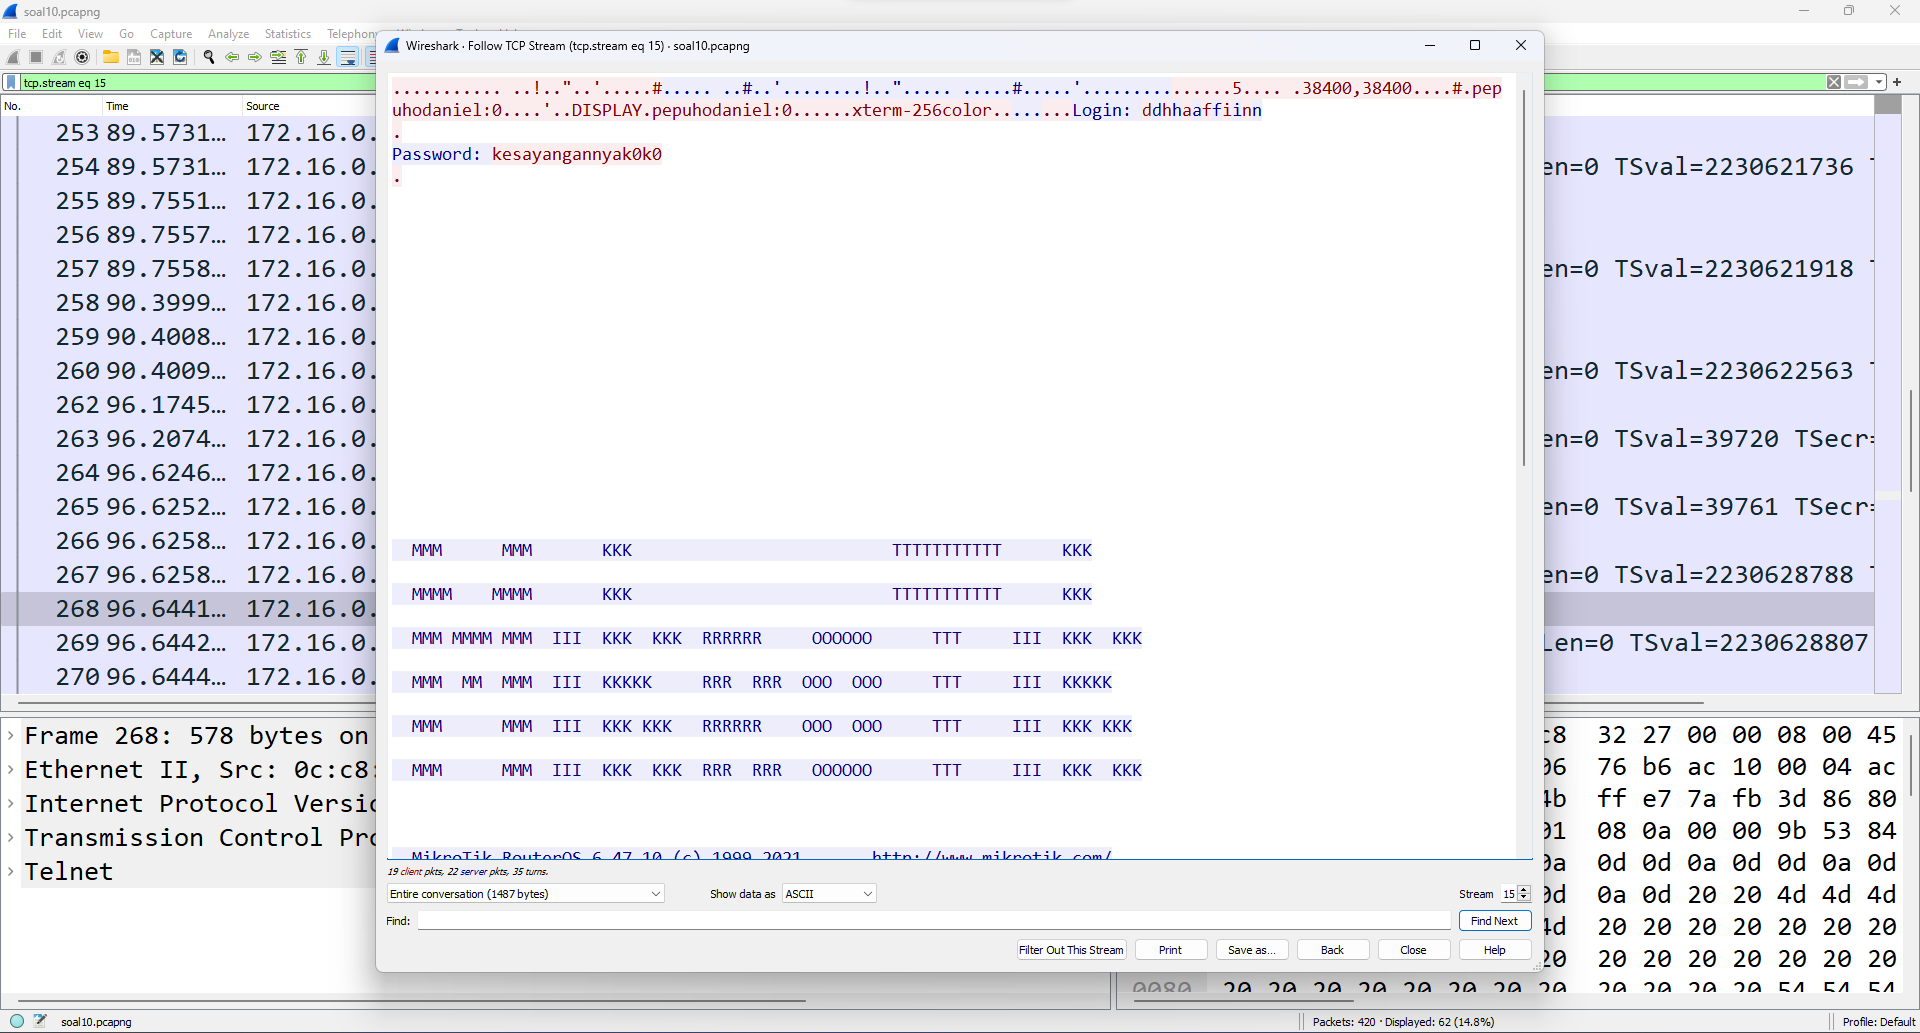 soal10.pcapng
File Edit View Go Capture Analyze Statistics
tcp.stream eq 15
No. Time Source
253 89.5731… 172.16.0.
254 89.5731… 172.16.0. en=0 TSval=2230621736
255 89.7551… 172.16.0.
256 89.7557… 172.16.0.
257 89.7558… 172.16.0. en=0 TSval=2230621918
258 90.3999… 172.16.0.
259 90.4008… 172.16.0.
260 90.4009… 172.16.0. en=0 TSval=2230622563
262 96.1745… 172.16.0.
263 96.2074… 172.16.0. en=0 TSval=39720 TSecr=
264 96.6246… 172.16.0.
265 96.6252… 172.16.0. en=0 TSval=39761 TSecr=
266 96.6258… 172.16.0.
267 96.6258… 172.16.0. en=0 TSval=2230628788
268 96.6441… 172.16.0.
269 96.6442… 172.16.0. Len=0 TSval=2230628807
270 96.6444… 172.16.0.
Wireshark · Follow TCP Stream (tcp.stream eq 15) · soal10.pcapng
........... ..!.."..'.....#..... ..#..'........!..".... .....#.....'...............5.... .38400,38400....#.pep
uhodaniel:0....'..DISPLAY.pepuhodaniel:0......xterm-256color.........Login: ddhhaaffiinn
.
Password: kesayangannyak0k0
.
MMM      MMM       KKK                          TTTTTTTTTTT      KKK
MMMM    MMMM       KKK                          TTTTTTTTTTT      KKK
MMM MMMM MMM  III  KKK  KKK  RRRRRR     OOOOOO      TTT     III  KKK  KKK
MMM  MM  MMM  III  KKKKK     RRR  RRR  OOO  OOO     TTT     III  KKKKK
MMM      MMM  III  KKK KKK   RRRRRR    OOO  OOO     TTT     III  KKK KKK
MMM      MMM  III  KKK  KKK  RRR  RRR   OOOOOO      TTT     III  KKK  KKK
MikroTik RouterOS 6.47.10 (c) 1999-2021       http://www.mikrotik.com/
19 client pkts, 22 server pkts, 35 turns.
Entire conversation (1487 bytes) Show data as ASCII Stream 15
Find: Find Next
Filter Out This Stream Print Save as… Back Close Help
Frame 268: 578 bytes on
Ethernet II, Src: 0c:c8:
Internet Protocol Versio
Transmission Control Pro
Telnet
c8 32 27 00 00 08 00 45
06 76 b6 ac 10 00 04 ac
4b ff e7 7a fb 3d 86 80
01 08 0a 00 00 9b 53 84
0a 0d 0d 0a 0d 0d 0a 0d
0d 0a 0d 20 20 4d 4d 4d
4d 20 20 20 20 20 20 20
20 20 20 20 20 20 20 20
0080 20 20 20 20 20 20 20 20 20 20 20 20 20 54 54 54
soal10.pcapng Packets: 420 · Displayed: 62 (14.8%) Profile: Default